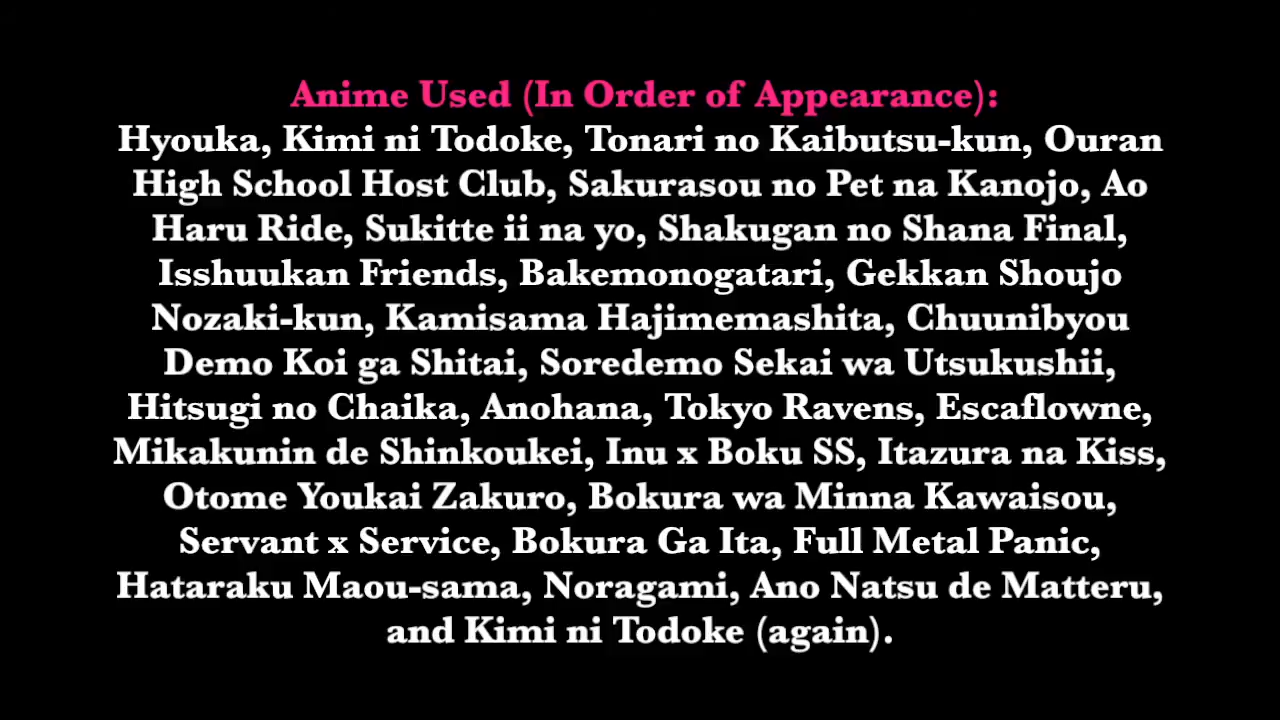 Anime Used (In Order of Appearance):
Hyouka, Kimi ni Todoke, Tonari no Kaibutsu-kun, Ouran
High School Host Club, Sakurasou no Pet na Kanojo, Ao
Haru Ride, Sukitte ii na yo, Shakugan no Shana Final,
Isshuukan Friends, Bakemonogatari, Gekkan Shoujo
Nozaki-kun, Kamisama Hajimemashita, Chuunibyou
Demo Koi ga Shitai, Soredemo Sekai wa Utsukushii,
Hitsugi no Chaika, Anohana, Tokyo Ravens, Escaflowne,
Mikakunin de Shinkoukei, Inu x Boku SS, Itazura na Kiss,
Otome Youkai Zakuro, Bokura wa Minna Kawaisou,
Servant x Service, Bokura Ga Ita, Full Metal Panic,
Hataraku Maou-sama, Noragami, Ano Natsu de Matteru,
and Kimi ni Todoke (again).